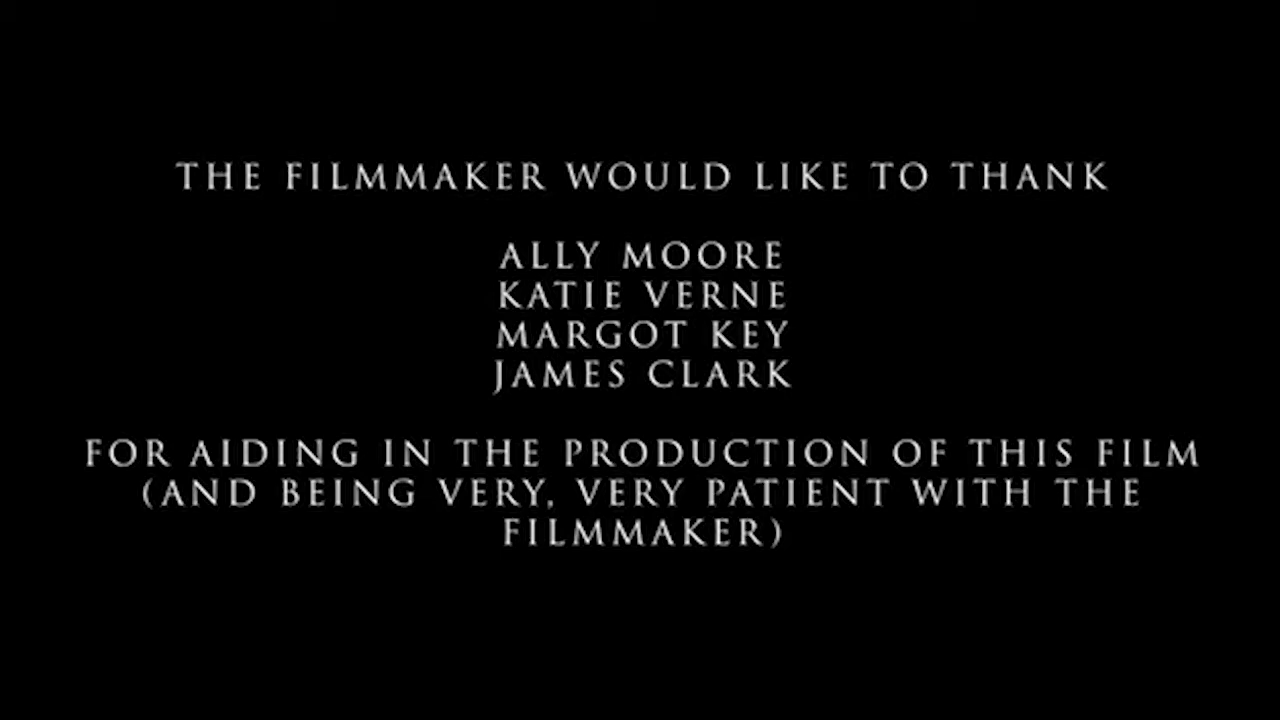 THE FILMMAKER WOULD LIKE TO THANK
ALLY MOORE
KATIE VERNE
MARGOT KEY
JAMES CLARK
FOR AIDING IN THE PRODUCTION OF THIS FILM
(AND BEING VERY, VERY PATIENT WITH THE
FILMMAKER)